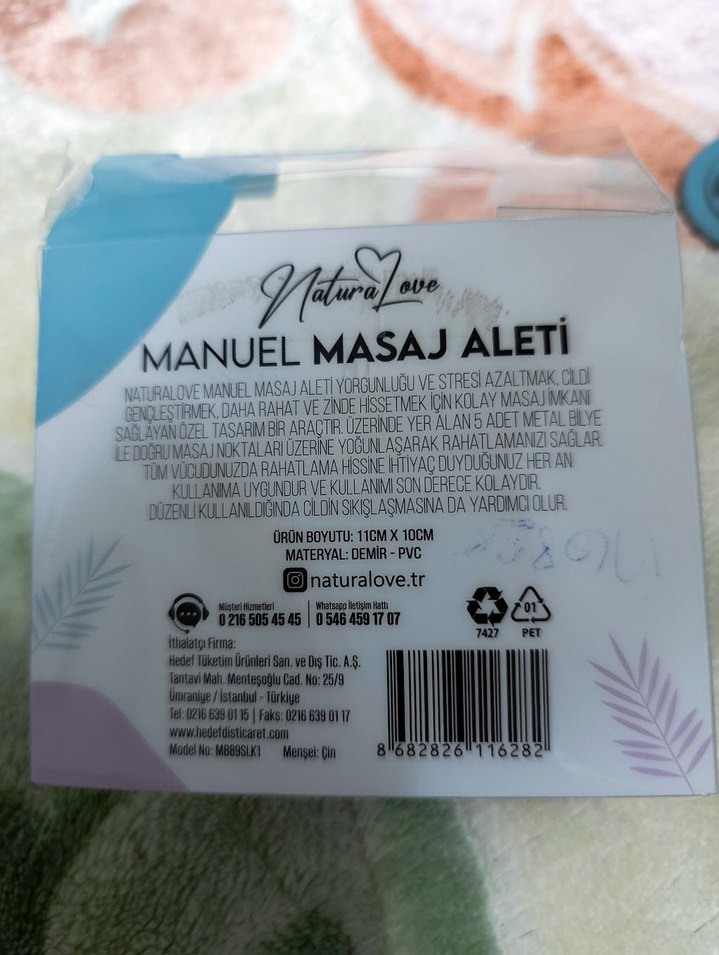 NaturaLove
MANUEL MASAJ ALETİ
NATURALOVE MANUEL MASAJ ALETİ YORGUNLUĞU VE STRESİ AZALTMAK, CİLDİ
GENÇLEŞTİRMEK, DAHA RAHAT VE ZİNDE HİSSETMEK İÇİN KOLAY MASAJ İMKANI
SAĞLAYAN ÖZEL TASARIM BİR ARAÇTIR. ÜZERİNDE YER ALAN 5 ADET METAL BİLYE
İLE DOĞRU MASAJ NOKTALARI ÜZERİNE YOĞUNLAŞARAK RAHATLAMANIZI SAĞLAR.
TÜM VÜCUDUNUZDA RAHATLAMA HİSSİNE İHTİYAÇ DUYDUĞUNUZ HER AN
KULLANIMA UYGUNDUR VE KULLANIMI SON DERECE KOLAYDIR.
DÜZENLİ KULLANILDIĞINDA CİLDİN SIKIŞLAŞMASINA DA YARDIMCI OLUR.
ÜRÜN BOYUTU: 11CM X 10CM
MATERYAL: DEMİR - PVC
naturalove.tr
Müşteri Hizmetleri
0 216 505 45 45
Whatsapp İletişim Hattı
0 546 459 17 07
7427
01
PET
İthalatçı Firma:
Hedef Tüketim Ürünleri San. ve Dış Tic. A.Ş.
Tantavi Mah. Menteşoğlu Cad. No: 25/9
Ümraniye / İstanbul - Türkiye
Tel: 0216 639 01 15 | Faks: 0216 639 01 17
www.hedefdisticaret.com
Model No: MB89SLK1 Menşei: Çin
8 682826 116282